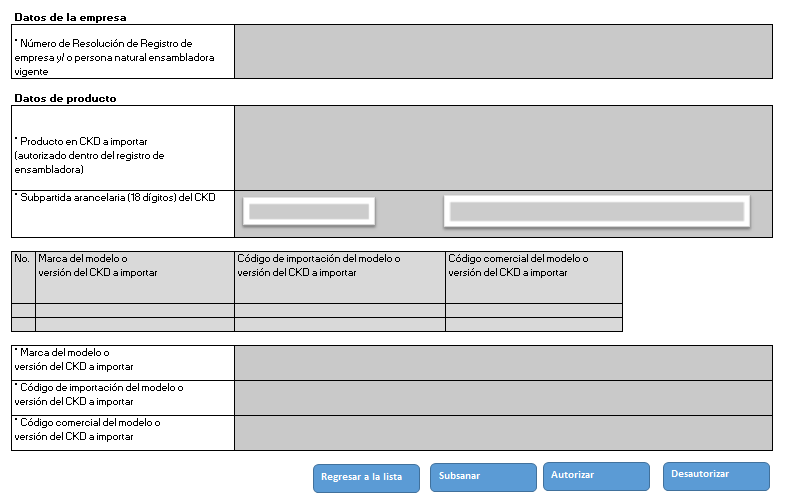 Datos de la empresa
* Número de Resolución de Registro de
empresa y/ o persona natural ensambladora
vigente
Datos de producto
* Producto en CKD a importar
(autorizado dentro del registro de
ensambladora)
* Subpartida arancelaria (18 dígitos) del CKD
No. Marca del modelo o
versión del CKD a importar
Código de importación del modelo o
versión del CKD a importar
Código comercial del modelo o
versión del CKD a importar
* Marca del modelo o
versión del CKD a importar
* Código de importación del modelo o
versión del CKD a importar
* Código comercial del modelo o
versión del CKD a importar
Regresar a la lista Subsanar Autorizar Desautorizar